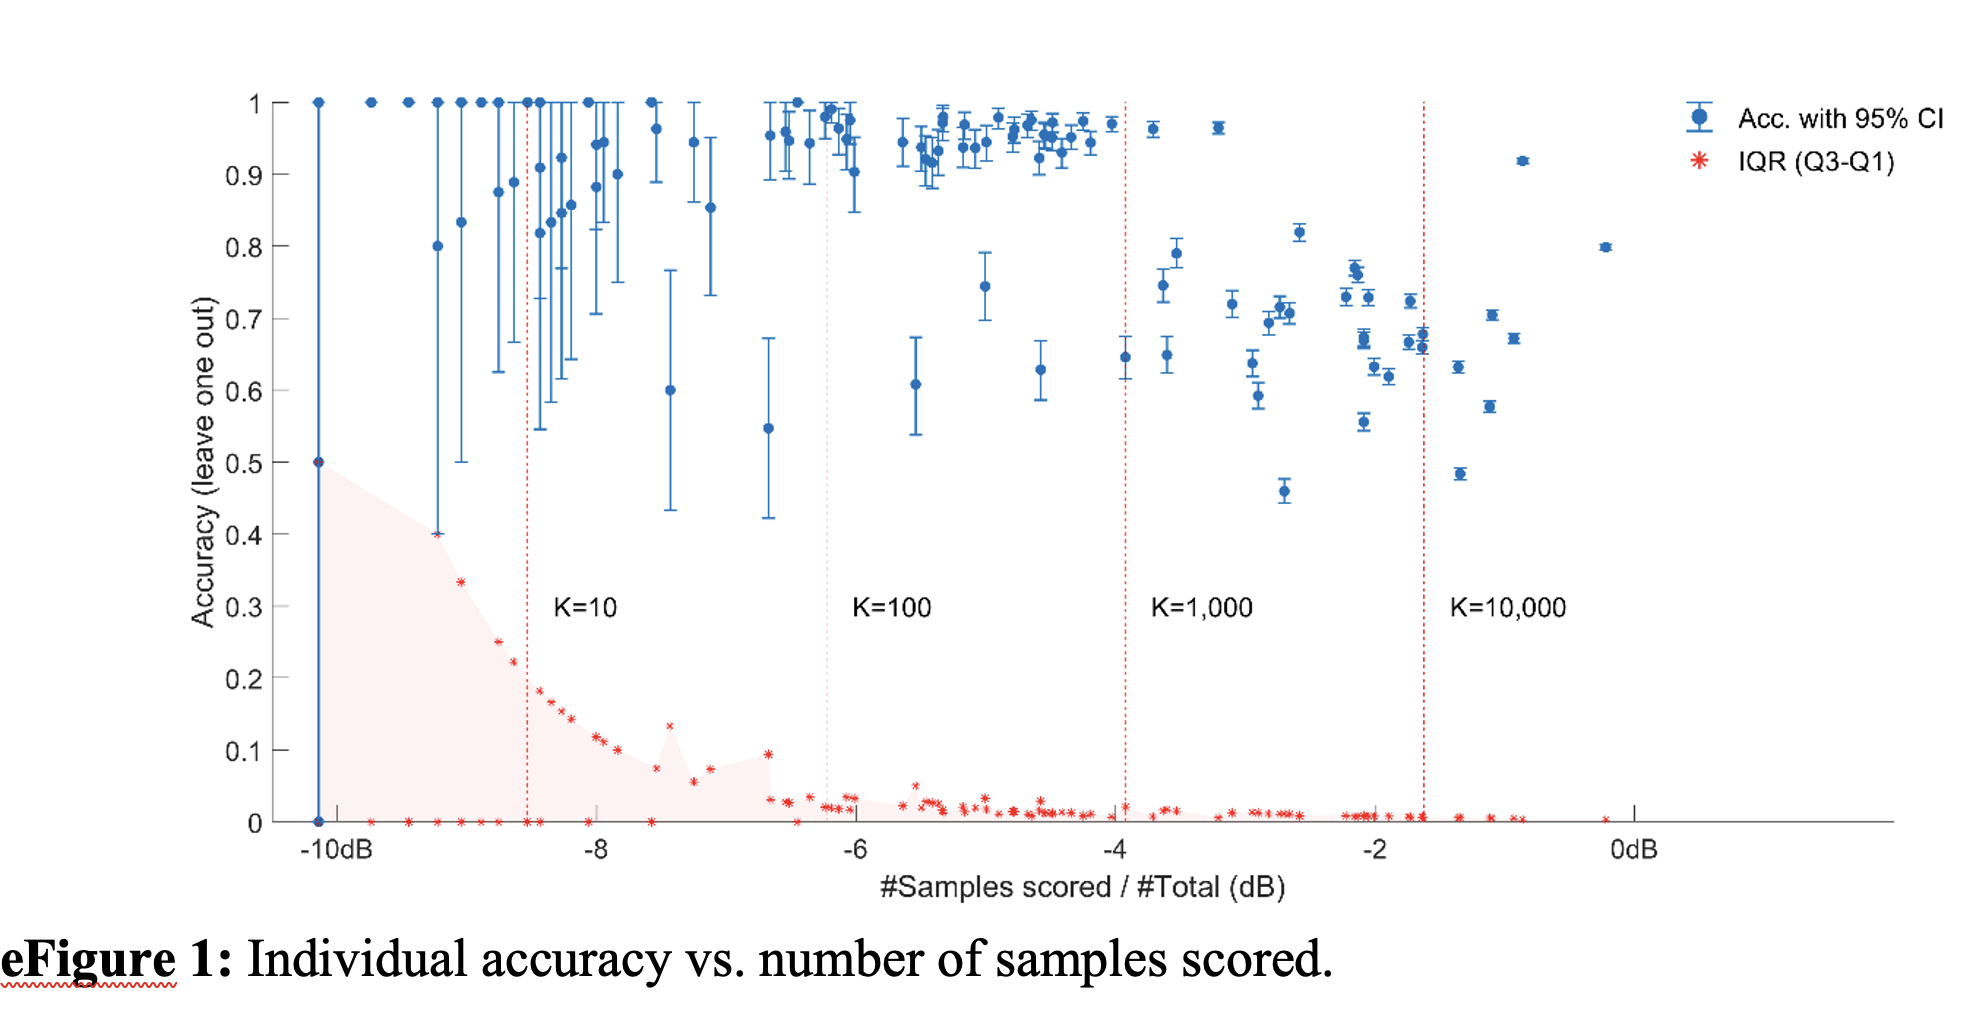 Acc. with 95% CI
IQR (Q3-Q1)
Accuracy (leave one out)
1
0.9
0.8
0.7
0.6
0.5
0.4
0.3
0.2
0.1
0
K=10
K=100
K=1,000
K=10,000
-10dB
-8
-6
-4
-2
0dB
#Samples scored / #Total (dB)
eFigure 1: Individual accuracy vs. number of samples scored.